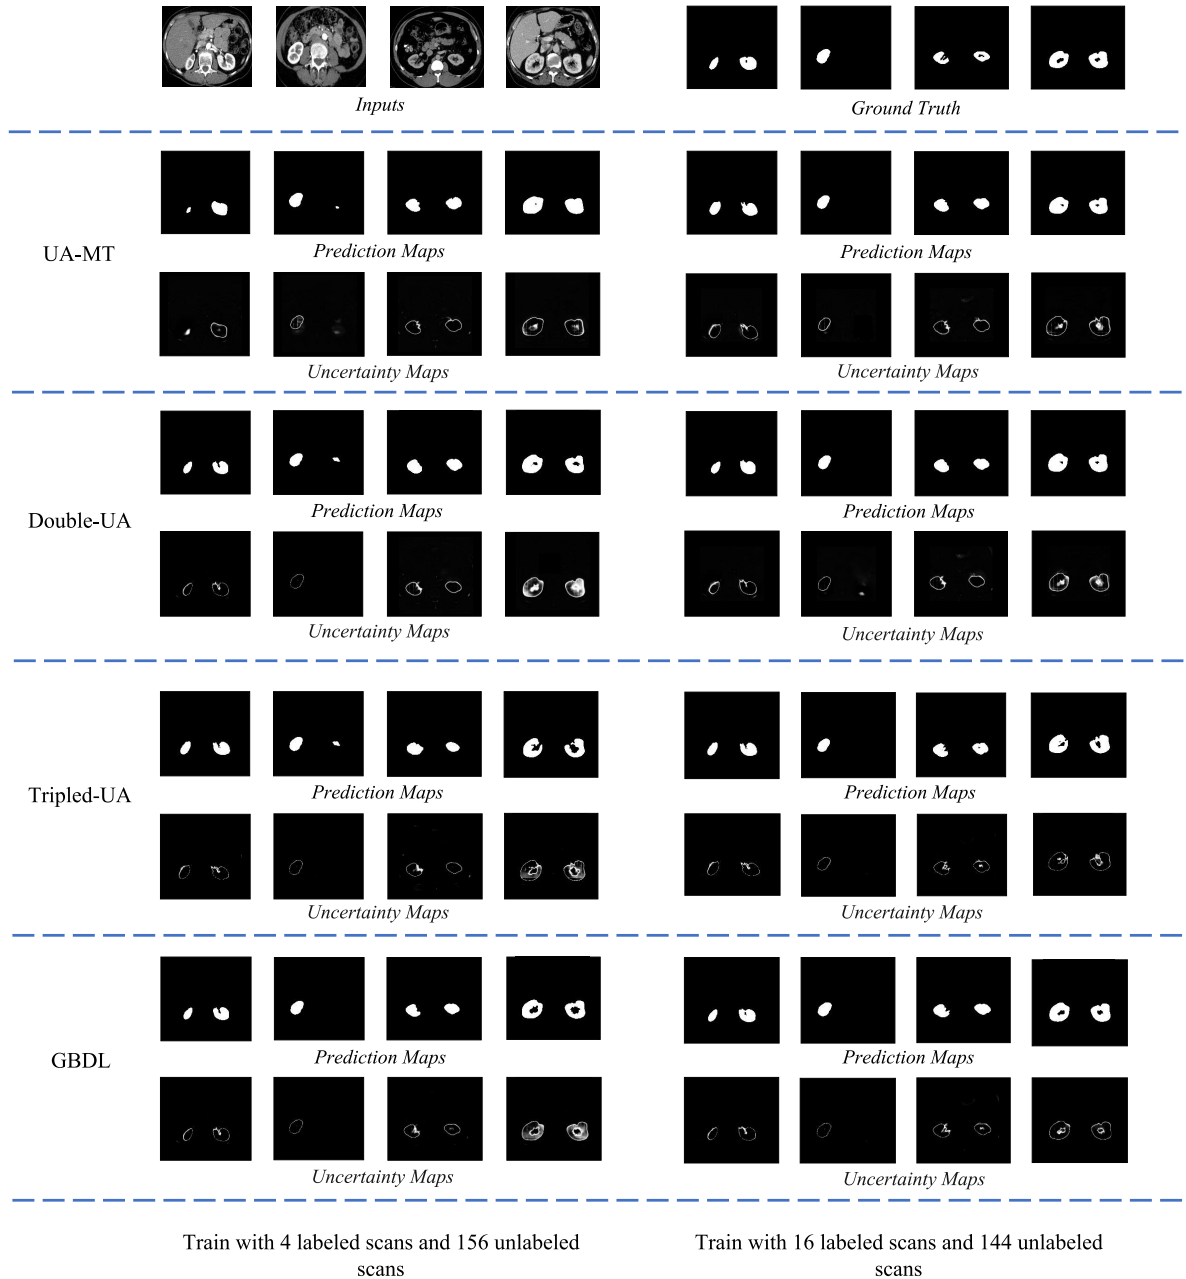 Inputs
Ground Truth
UA-MT
Prediction Maps
Prediction Maps
Uncertainty Maps
Uncertainty Maps
Double-UA
Prediction Maps
Prediction Maps
Uncertainty Maps
Uncertainty Maps
Tripled-UA
Prediction Maps
Prediction Maps
Uncertainty Maps
Uncertainty Maps
GBDL
Prediction Maps
Prediction Maps
Uncertainty Maps
Uncertainty Maps
Train with 4 labeled scans and 156 unlabeled
scans
Train with 16 labeled scans and 144 unlabeled
scans